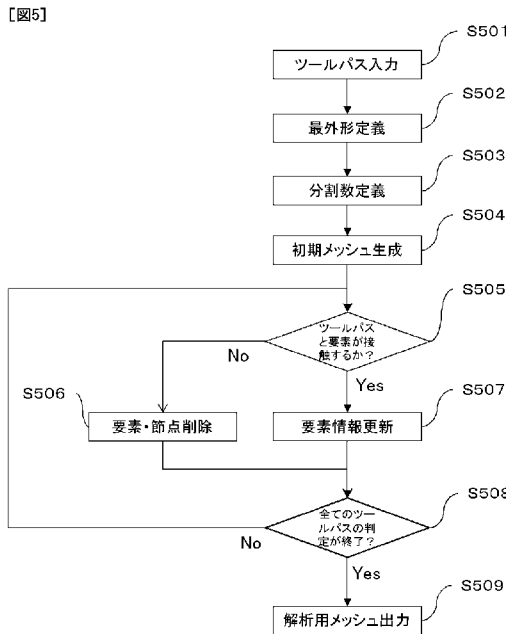 [図5]
S501
ツールパス入力
S502
最外形定義
S503
分割数定義
S504
初期メッシュ生成
S505
ツールパス
と要素が接
触するか？
No
Yes
S506
S507
要素・節点削除
要素情報更新
S508
全てのツー
ルパスの判
定が終了？
No
Yes
S509
解析用メッシュ出力